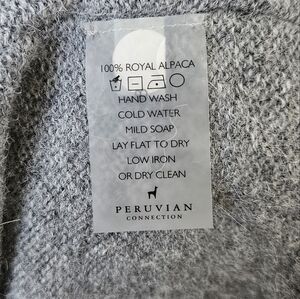 100% ROYAL ALPACA
HAND WASH
COLD WATER
MILD SOAP
LAY FLAT TO DRY
LOW IRON
OR DRY CLEAN
PERUVIAN
CONNECTION